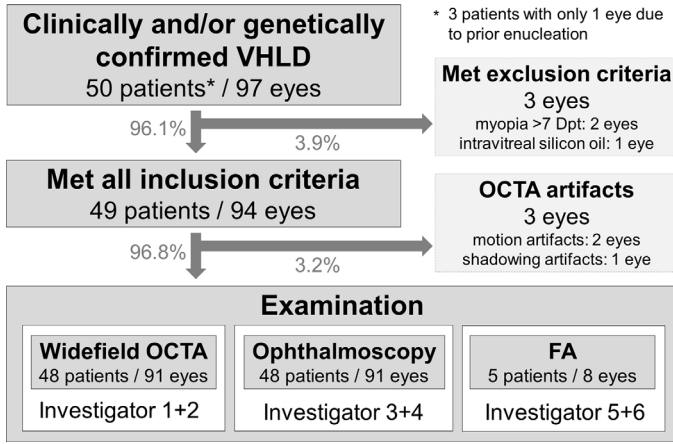 Clinically and/or genetically
confirmed VHLD
50 patients* / 97 eyes
* 3 patients with only 1 eye due
to prior enucleation
96.1%
3.9%
Met exclusion criteria
3 eyes
myopia >7 Dpt: 2 eyes
intravitreal silicon oil: 1 eye
Met all inclusion criteria
49 patients / 94 eyes
96.8%
3.2%
OCTA artifacts
3 eyes
motion artifacts: 2 eyes
shadowing artifacts: 1 eye
Examination
Widefield OCTA
48 patients / 91 eyes
Investigator 1+2
Ophthalmoscopy
48 patients / 91 eyes
Investigator 3+4
FA
5 patients / 8 eyes
Investigator 5+6